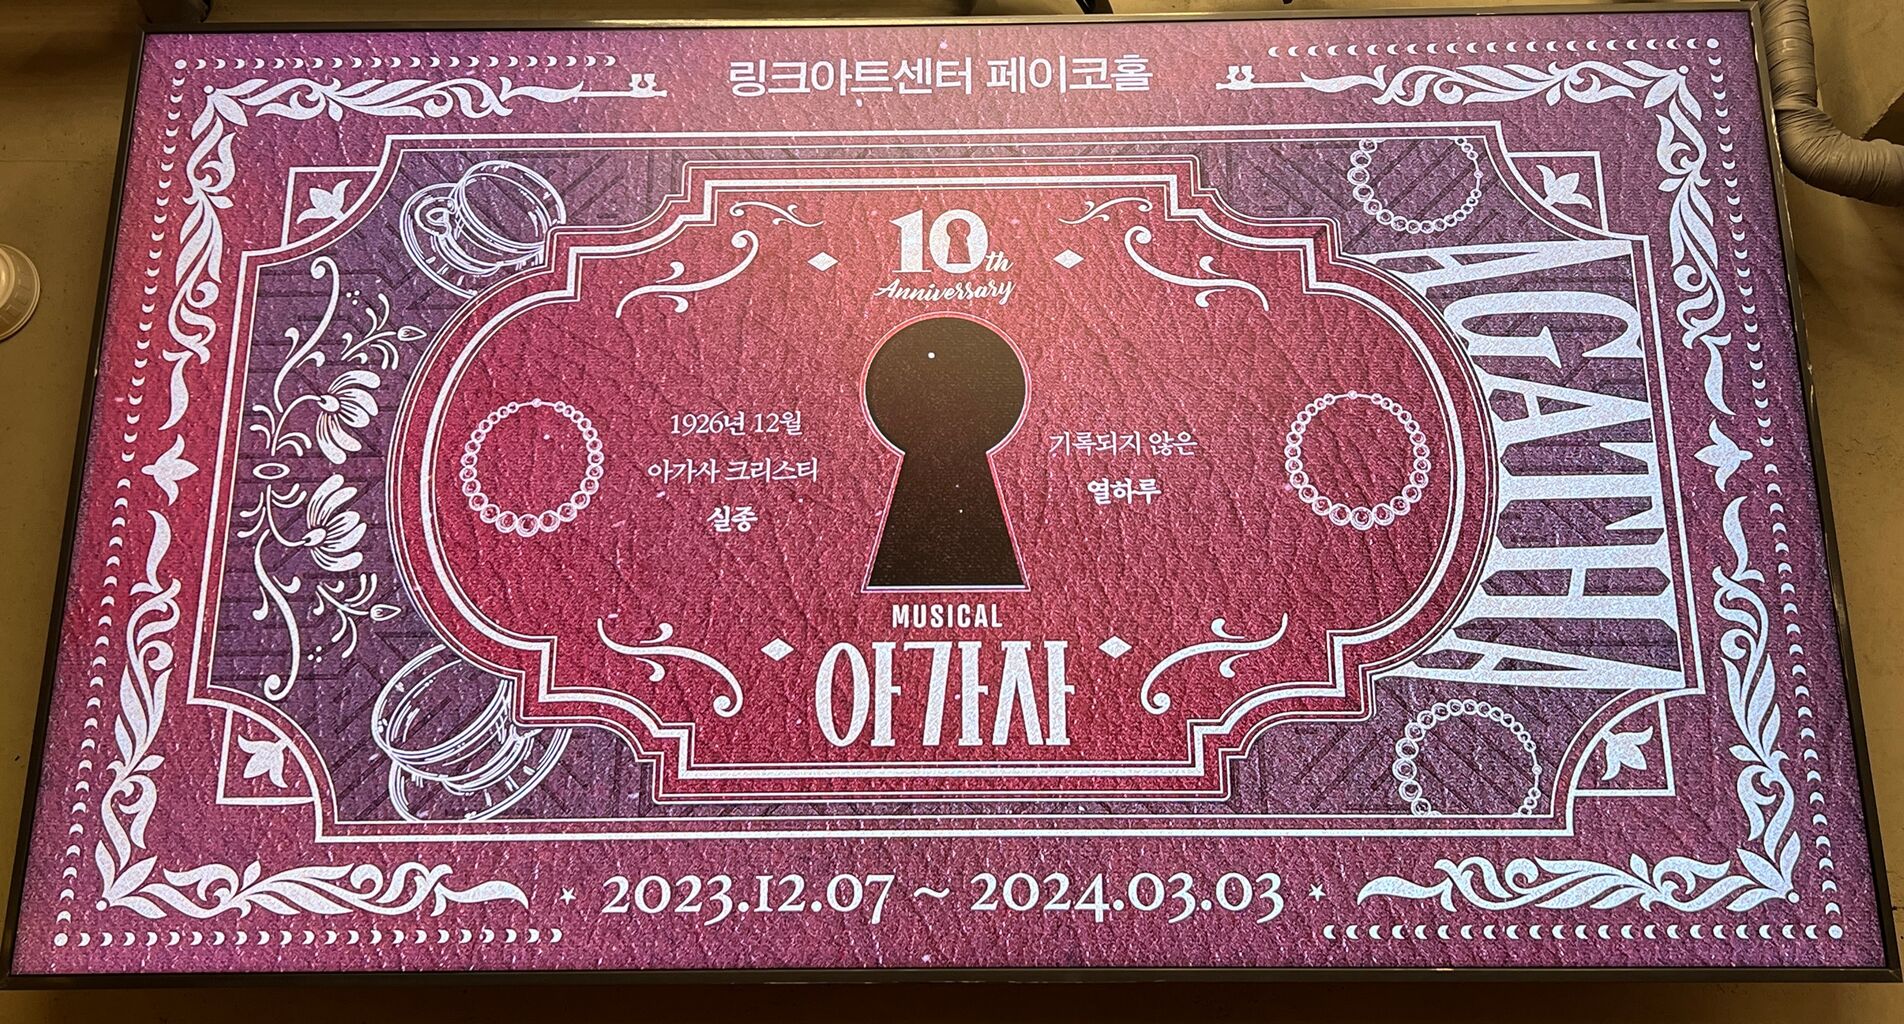 링크아트센터 페이코홀
10th
Anniversary
1926년 12월
아가사 크리스티
실종
기록되지 않은
열하루
MUSICAL
아가사
AGATHA
2023.12.07 ~ 2024.03.03